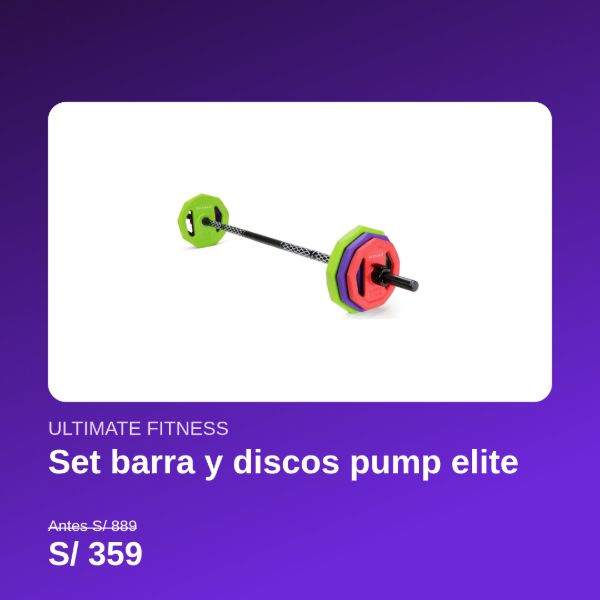 ULTIMATE FITNESS
Set barra y discos pump elite
Antes S/ 889
S/ 359